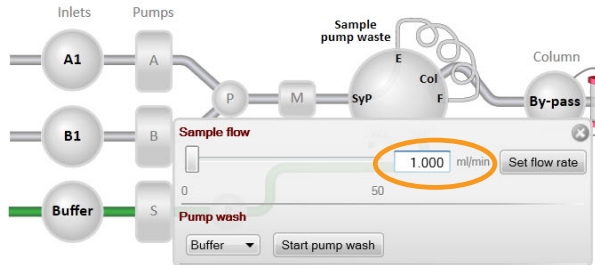 Inlets
Pumps
Sample
pump waste
Column
A1
A
E
Col
F
SyP
P
M
By-pass
B1
B
Sample flow
1.000 ml/min
Set flow rate
0
50
Buffer
S
Pump wash
Buffer
Start pump wash